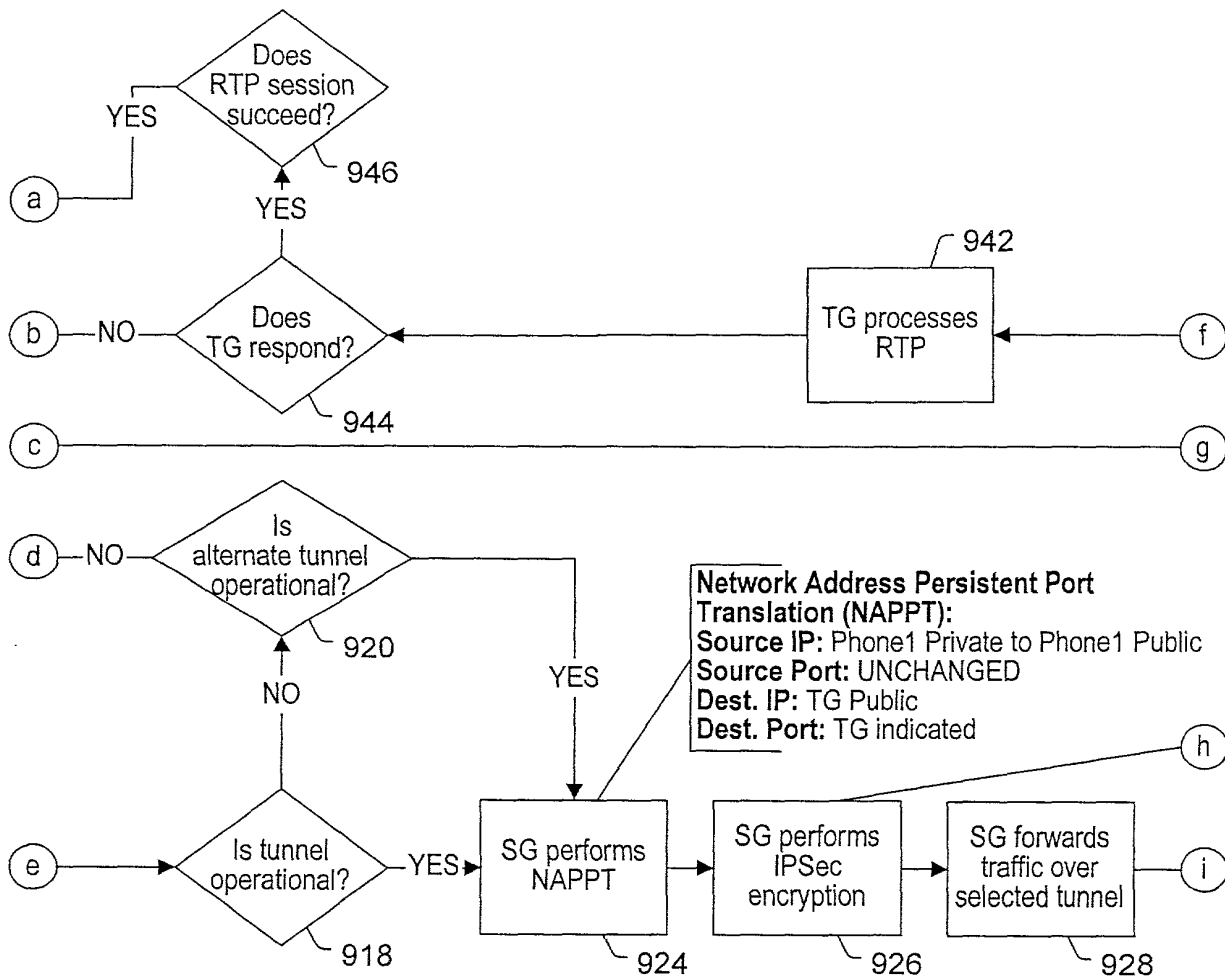 Does
RTP session
succeed?
YES
946
a
YES
942
Does
TG respond?
b
NO
TG processes
RTP
f
944
c
g
Is
alternate tunnel
operational?
d
NO
920
YES
NO
Network Address Persistent Port
Translation (NAPPT):
Source IP: Phone1 Private to Phone1 Public
Source Port: UNCHANGED
Dest. IP: TG Public
Dest. Port: TG indicated
h
e
Is tunnel
operational?
YES
918
SG performs
NAPPT
924
SG performs
IPSec
encryption
926
SG forwards
traffic over
selected tunnel
928
i